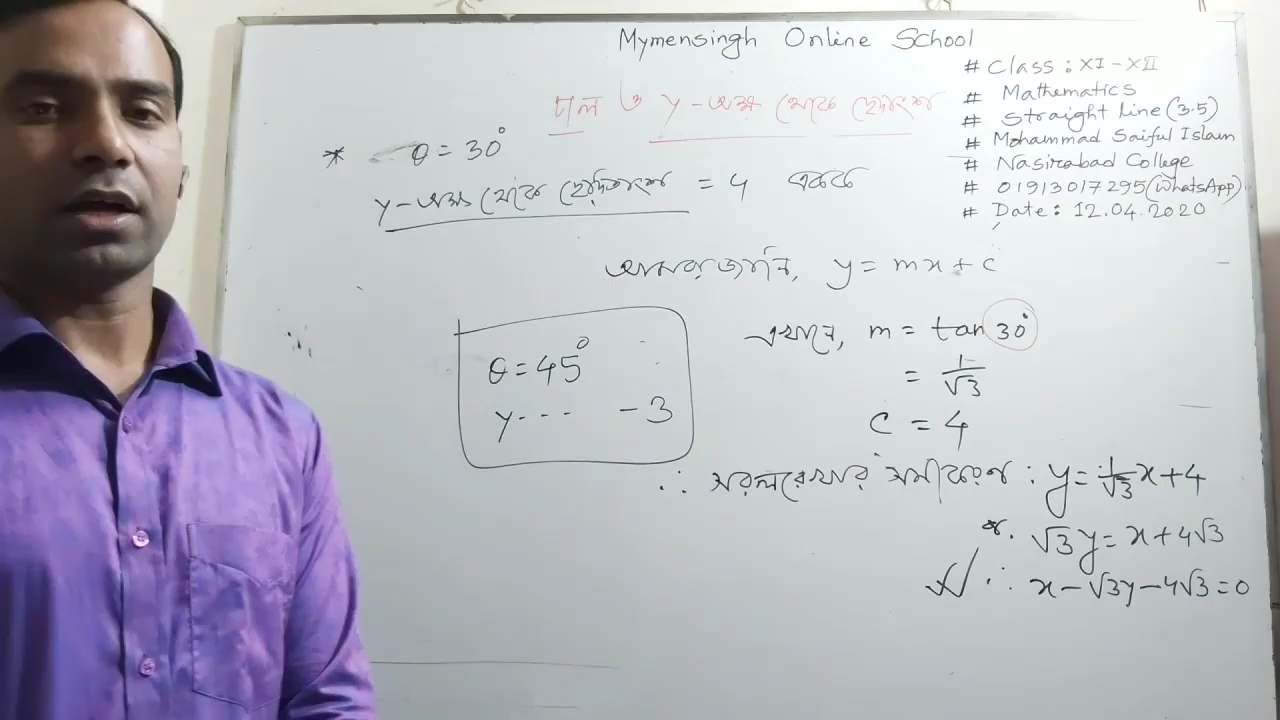 Mymensingh Online School
# Class : XI - XII
# Mathematics
# Straight Line (3.5)
# Mohammad Saiful Islam
# Nasirabad College
# 01913017295 (WhatsApp)
# Date : 12.04.2020
ঢাল ও y-অক্ষ থেকে ছেদাংশ
* θ = 30°
y-অক্ষ থেকে ছেদিতাংশ = 4 একক
আমরা জানি, y = mx + c
এখানে, m = tan 30°
= 1/√3
c = 4
θ = 45°
y - - - -3
∴ সরলরেখার সমীকরণ : y = 1/√3 x + 4
বা, √3y = x + 4√3
∴ x - √3y - 4√3 = 0